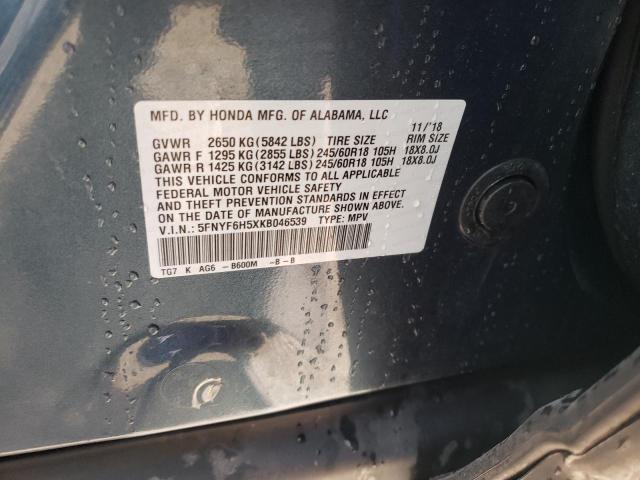 MFD. BY HONDA MFG. OF ALABAMA, LLC 11/'18
GVWR 2650 KG(5842 LBS) TIRE SIZE RIM SIZE
GAWR F 1295 KG(2855 LBS) 245/60R18 105H 18X8.0J
GAWR R 1425 KG(3142 LBS) 245/60R18 105H 18X8.0J
THIS VEHICLE CONFORMS TO ALL APPLICABLE
FEDERAL MOTOR VEHICLE SAFETY
AND THEFT PREVENTION STANDARDS IN EFFECT
ON THE DATE OF MANUFACTURE SHOWN ABOVE.
V.I.N.: 5FNYF6H5XKB046539 TYPE: MPV
TG7 K AG6 -B600M -B-B